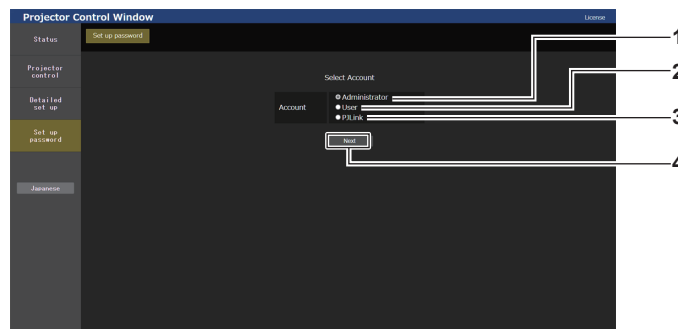 Projector Control Window
License
Status
Set up password
1
Projector
control
Select Account
2
Administrator
Detailed
set up
Account
User
PJLink
3
Set up
password
Next
4
Japanese